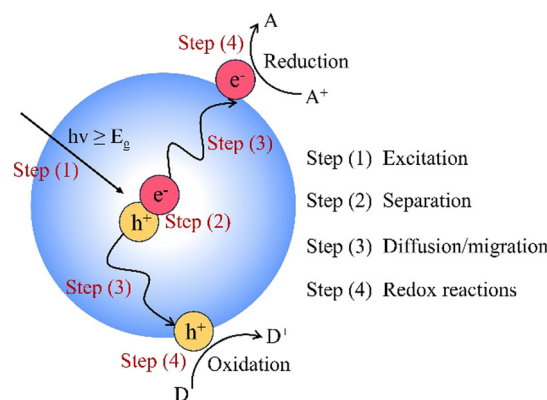 A
Step (4)
Reduction
e⁻
A⁺
hν ≥ E_g
Step (3)
Step (1)
Step (1) Excitation
e⁻
h⁺
Step (2)
Step (2) Separation
Step (3) Diffusion/migration
Step (3)
Step (4) Redox reactions
h⁺
D⁺
Step (4)
Oxidation
D